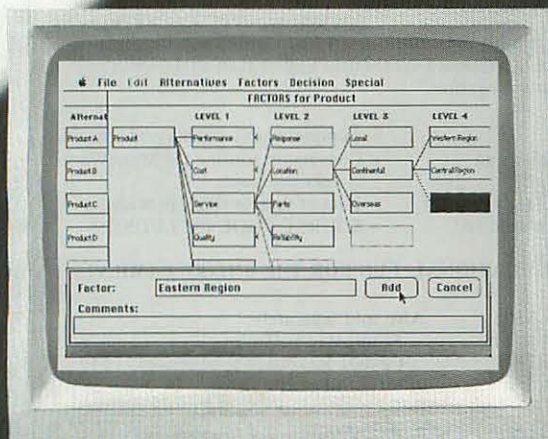 File Edit Alternatives Factors Decision Special
FACTORS for Product
Alternat LEVEL 1 LEVEL 2 LEVEL 3 LEVEL 4
Product A Product Performance Response Local Western Region
Product B Cost Location Continental Central Region
Product C Service Parts Overseas
Product D Quality Reliability
Factor: Eastern Region Add Cancel
Comments: